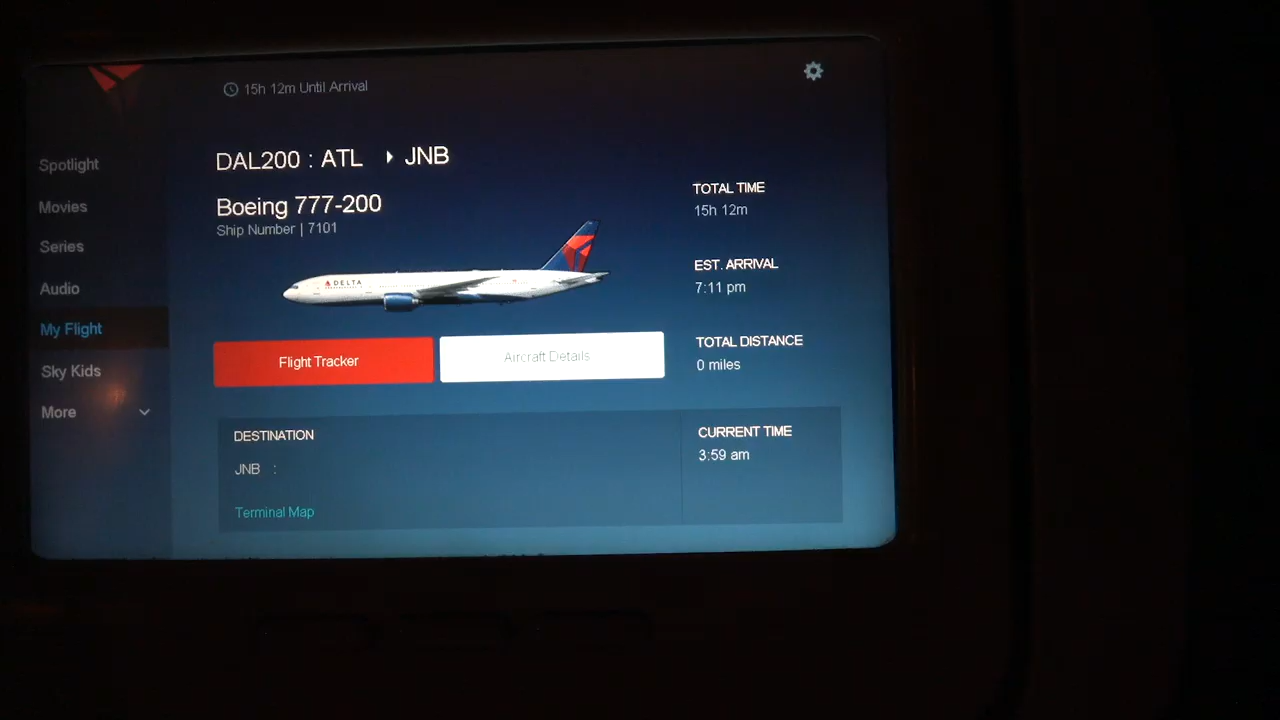 15h 12m Until Arrival
DAL200 : ATL ▸ JNB
Boeing 777-200
Ship Number | 7101
DELTA
Spotlight
Movies
Series
Audio
My Flight
Sky Kids
More
TOTAL TIME
15h 12m
EST. ARRIVAL
7:11 pm
TOTAL DISTANCE
0 miles
Flight Tracker
Aircraft Details
DESTINATION
JNB :
Terminal Map
CURRENT TIME
3:59 am